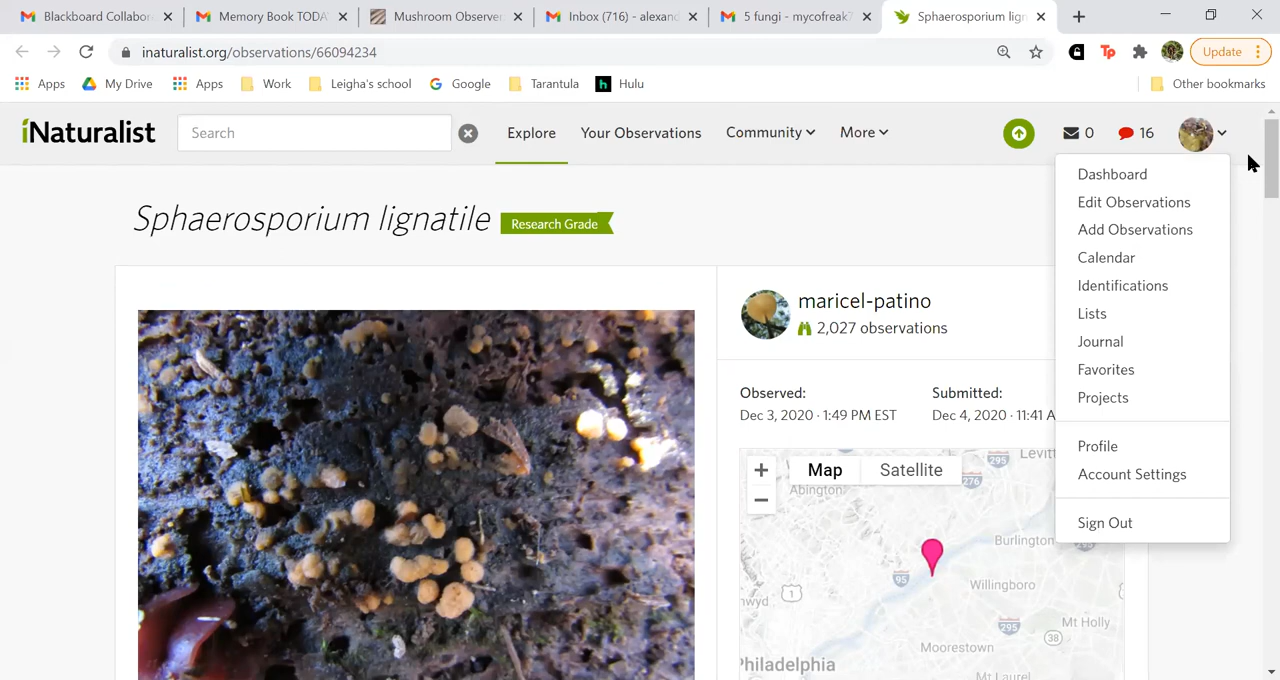 Blackboard Collabor
Memory Book TODA
Mushroom Observer
Inbox (716) - alexand
5 fungi - mycofreak7
Sphaerosporium lign
inaturalist.org/observations/66094234
Tp
Update
Apps
My Drive
Apps
Work
Leigha's school
Google
Tarantula
h
Hulu
Other bookmarks
iNaturalist
Search
Explore
Your Observations
Community
More
0
16
Dashboard
Edit Observations
Add Observations
Calendar
Identifications
Lists
Journal
Favorites
Projects
Profile
Account Settings
Sign Out
Sphaerosporium lignatile
Research Grade
maricel-patino
2,027 observations
Observed:
Dec 3, 2020 · 1:49 PM EST
Submitted:
Dec 4, 2020 · 11:41 A
Map
Satellite
295
Levitt
276
Abington
Burlington
95
Willingboro
1
295
Mt Holly
38
Moorestown
Philadelphia
Mt Laurel